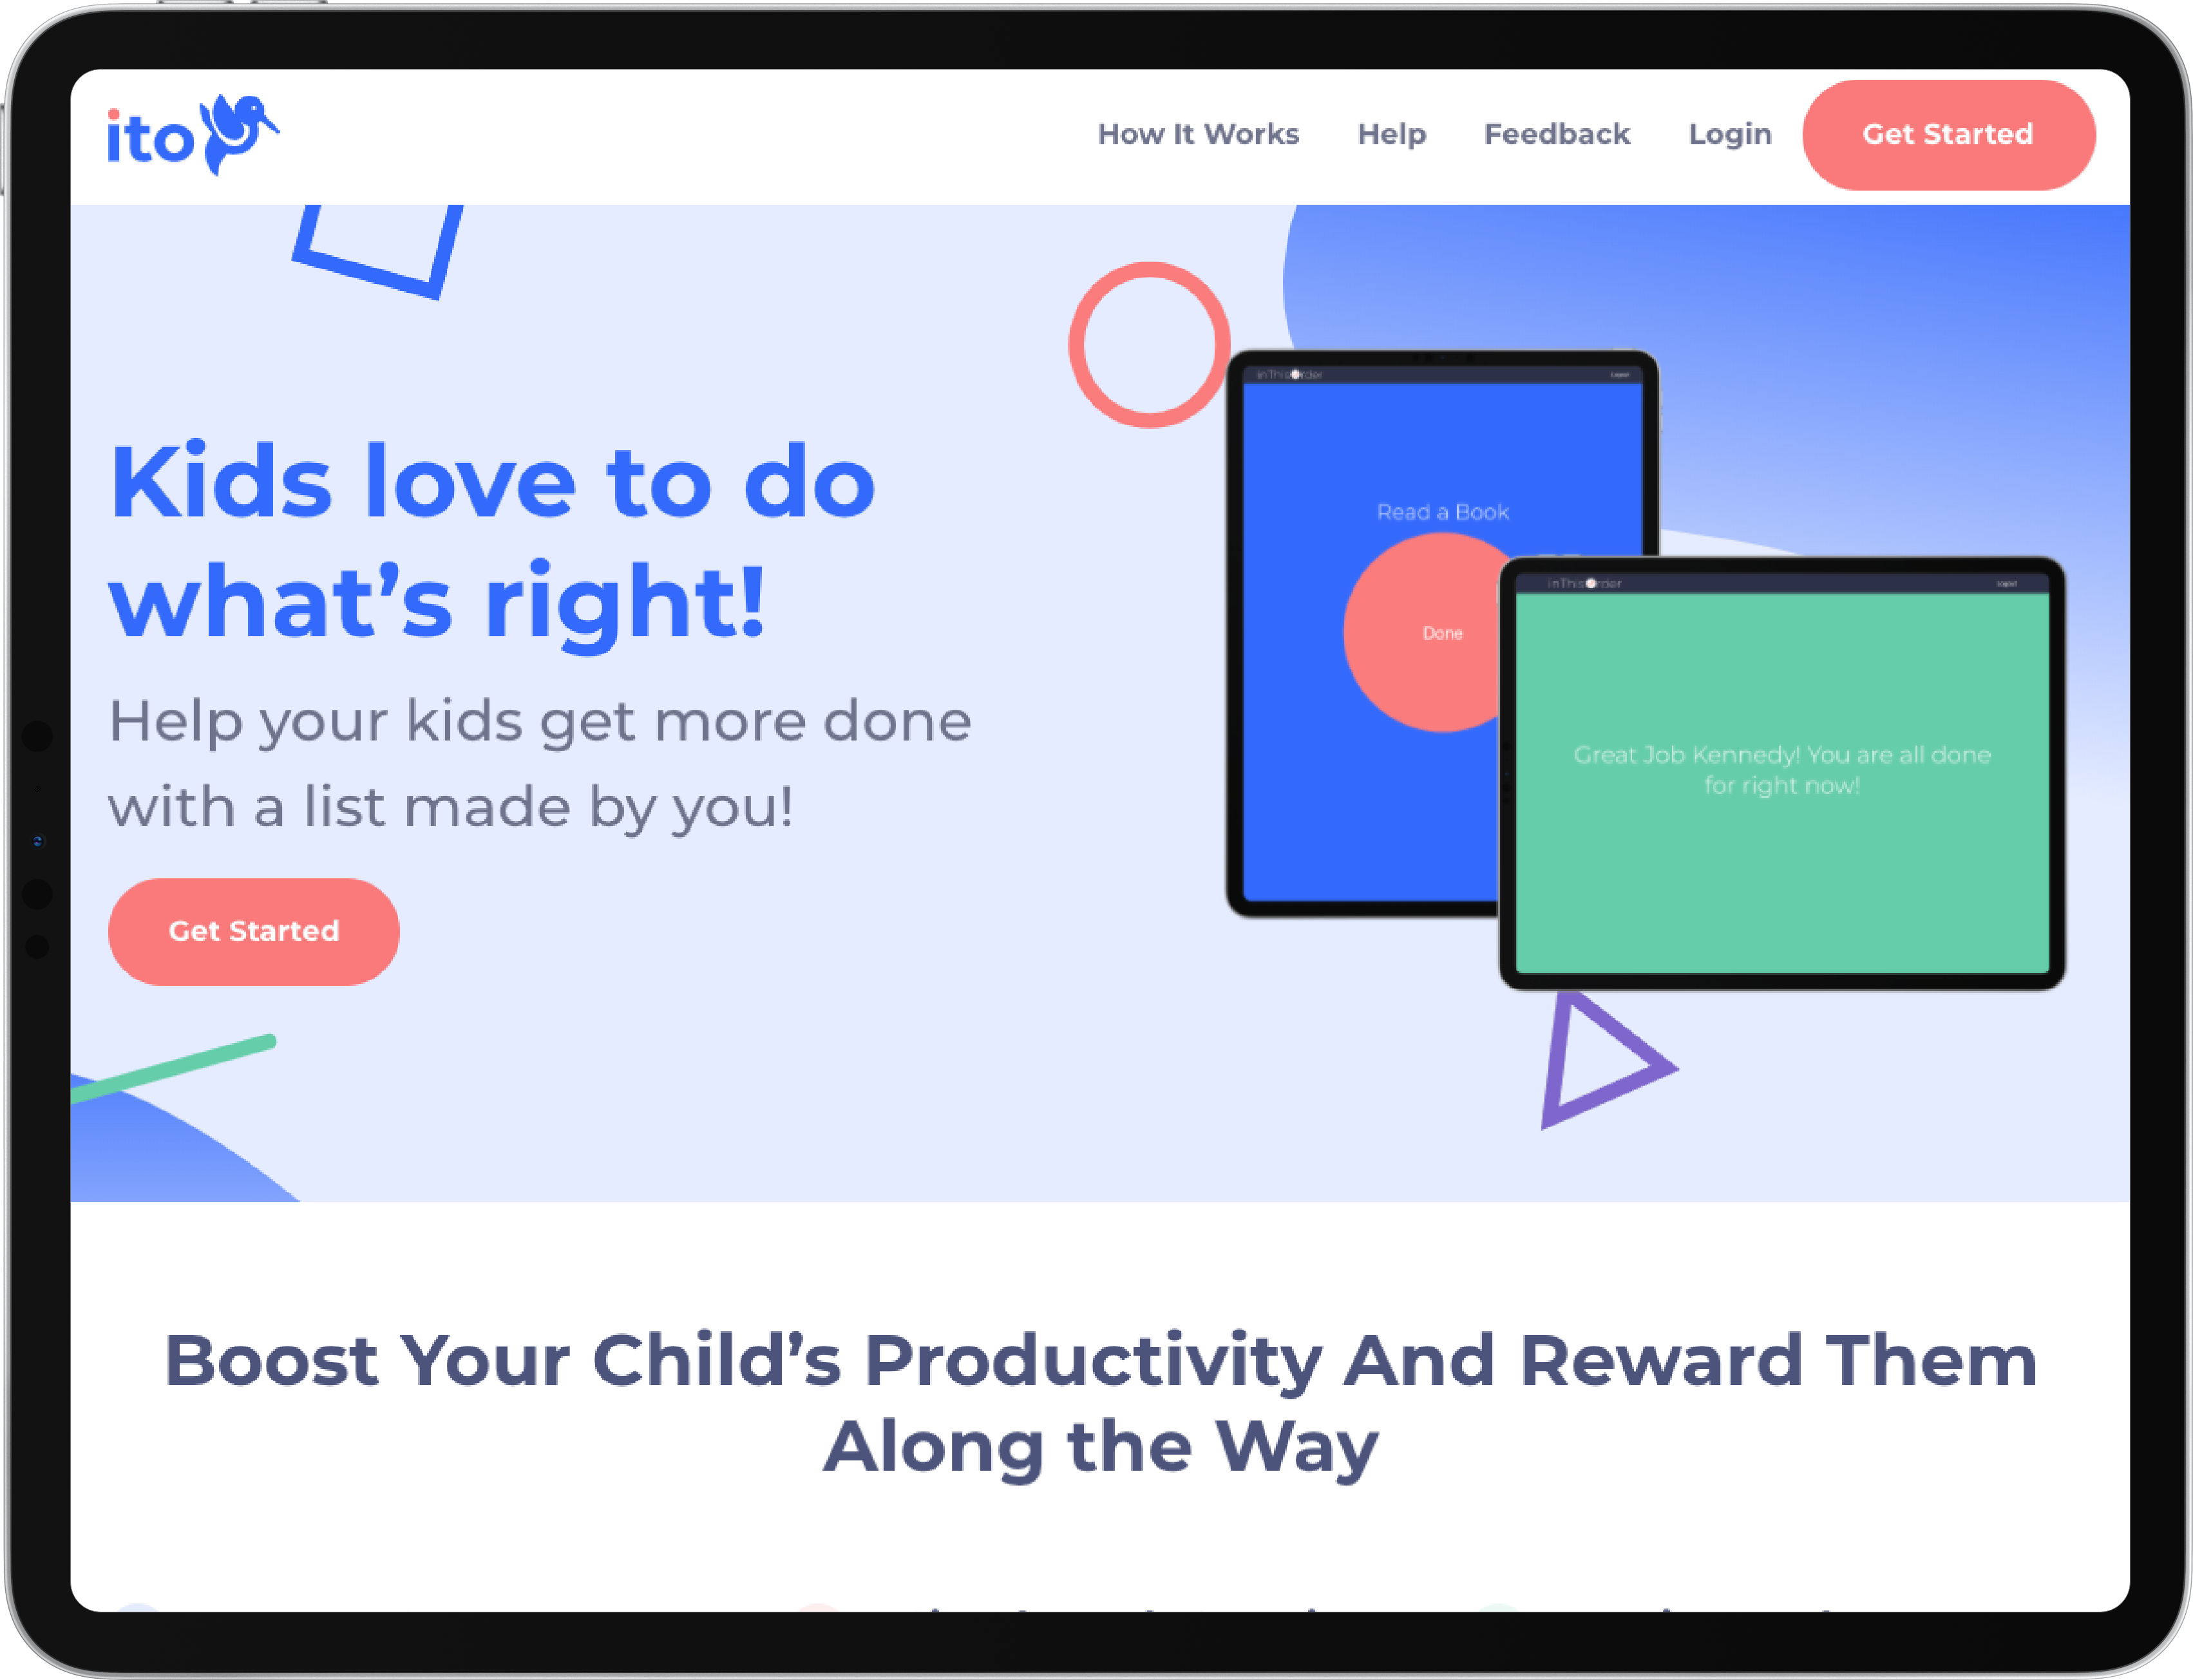 ito
How It Works Help Feedback Login Get Started
Kids love to do
what's right!
Help your kids get more done
with a list made by you!
Get Started
inThisOrder Logout
Read a Book
Done
inThisOrder Logout
Great Job Kennedy! You are all done
for right now!
Boost Your Child's Productivity And Reward Them
Along the Way